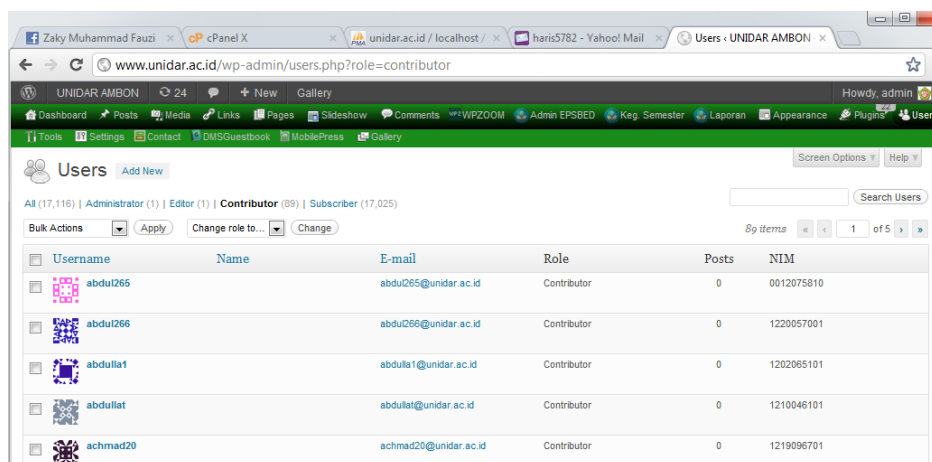 Zaky Muhammad Fauzi × cP cPanel X × PMA unidar.ac.id / localhost / × haris5782 - Yahoo! Mail × Users ‹ UNIDAR AMBON ×
www.unidar.ac.id/wp-admin/users.php?role=contributor
UNIDAR AMBON 24 + New Gallery Howdy, admin
Dashboard Posts Media Links Pages Slideshow Comments WPZOOM Admin EPSBED Keg. Semester Laporan Appearance Plugins 22 User
Tools Settings Contact DMSGuestbook MobilePress Gallery
Screen Options Help
Users Add New
All (17,116) | Administrator (1) | Editor (1) | Contributor (89) | Subscriber (17,025) Search Users
Bulk Actions Apply Change role to... Change 89 items « ‹ 1 of 5 › »
Username Name E-mail Role Posts NIM
abdul265 abdul265@unidar.ac.id Contributor 0 0012075810
abdul266 abdul266@unidar.ac.id Contributor 0 1220057001
abdulla1 abdulla1@unidar.ac.id Contributor 0 1202065101
abdullat abdullat@unidar.ac.id Contributor 0 1210046101
achmad20 achmad20@unidar.ac.id Contributor 0 1219096701